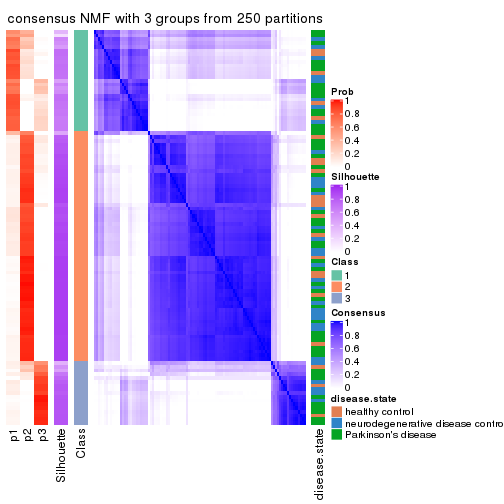 consensus NMF with 3 groups from 250 partitions
Prob
1
0.8
0.6
0.4
0.2
0
Silhouette
1
0.8
0.6
0.4
0.2
0
Class
1
2
3
Consensus
1
0.8
0.6
0.4
0.2
0
disease.state
healthy control
neurodegenerative disease contro
Parkinson's disease
p1
p2
p3
Silhouette
Class
disease.state